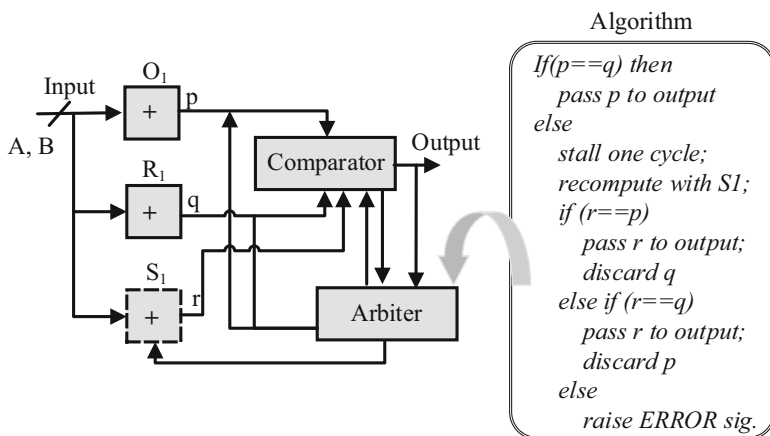 Algorithm
Input
A, B
O1
+
p
R1
+
q
S1
+
r
Comparator
Output
Arbiter
If(p==q) then
pass p to output
else
stall one cycle;
recompute with S1;
if (r==p)
pass r to output;
discard q
else if (r==q)
pass r to output;
discard p
else
raise ERROR sig.